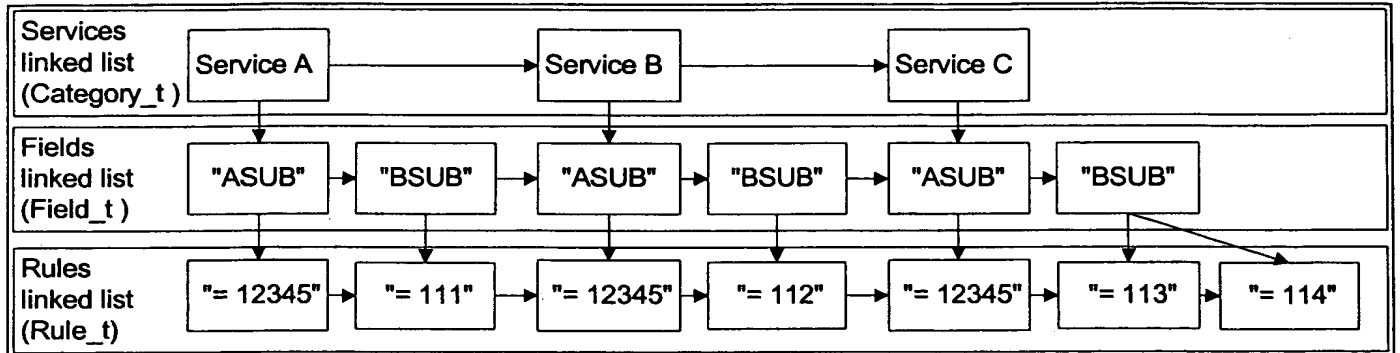 Services
linked list
(Category_t )
Service A
Service B
Service C
Fields
linked list
(Field_t )
"ASUB"
"BSUB"
"ASUB"
"BSUB"
"ASUB"
"BSUB"
Rules
linked list
(Rule_t)
"= 12345"
"= 111"
"= 12345"
"= 112"
"= 12345"
"= 113"
"= 114"